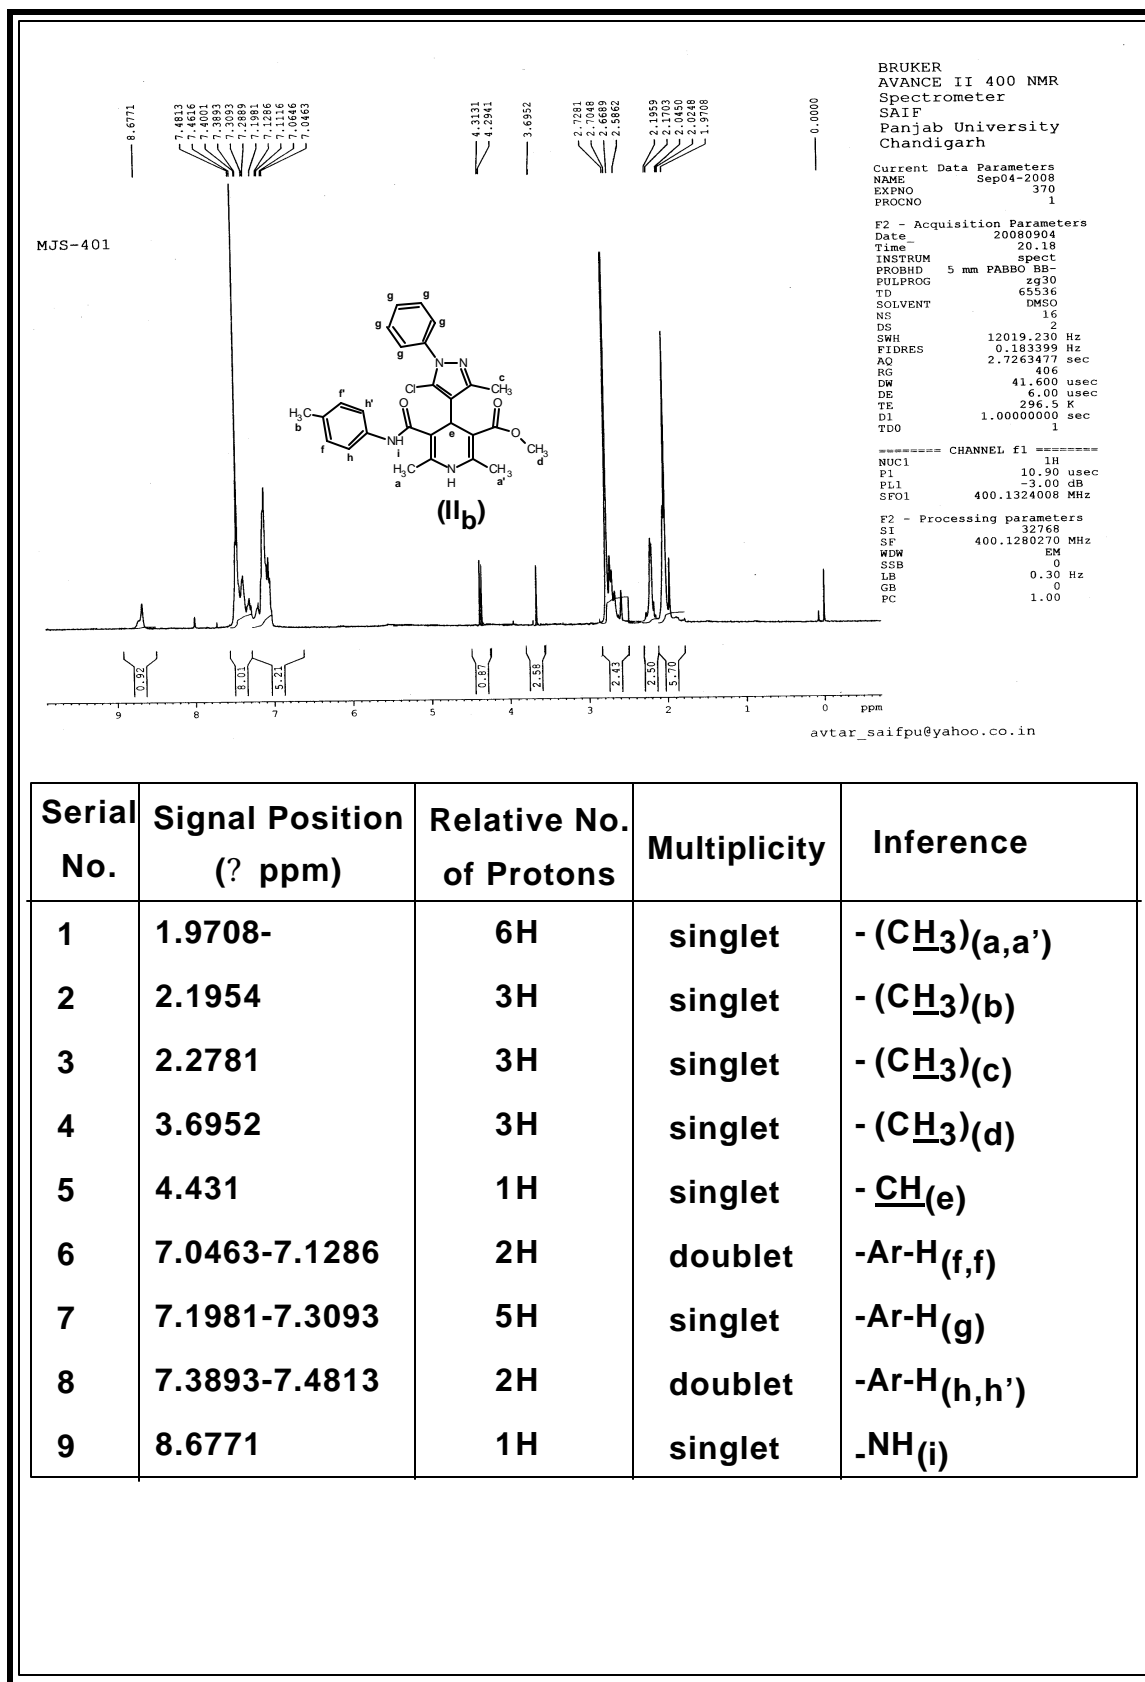 BRUKER
AVANCE II 400 NMR
Spectrometer
SAIF
Panjab University
Chandigarh
8.6771
7.4813
7.4616
7.4001
7.3893
7.3093
7.2889
7.1981
7.1286
7.1116
7.0646
7.0463
4.3131
4.2941
3.6952
2.7281
2.7048
2.6689
2.5862
2.1959
2.1703
2.0450
2.0248
1.9708
0.0000
Current Data Parameters
NAME Sep04-2008
EXPNO 370
PROCNO 1
F2 - Acquisition Parameters
Date_ 20080904
Time 20.18
INSTRUM spect
PROBHD 5 mm PABBO BB-
PULPROG zg30
TD 65536
SOLVENT DMSO
NS 16
DS 2
SWH 12019.230 Hz
FIDRES 0.183399 Hz
AQ 2.7263477 sec
RG 406
DW 41.600 usec
DE 6.00 usec
TE 296.5 K
D1 1.00000000 sec
TD0 1
======== CHANNEL f1 ========
NUC1 1H
P1 10.90 usec
PL1 -3.00 dB
SFO1 400.1324008 MHz
F2 - Processing parameters
SI 32768
SF 400.1280270 MHz
WDW EM
SSB 0
LB 0.30 Hz
GB 0
PC 1.00
MJS-401
g g
g g
g
N N
Cl c CH3
f' h' O O
H3C b e O
f h NH i CH3 d
H3C N CH3
a H a'
(IIb)
0.92 8.01 5.21 0.87 2.58 2.43 2.50 5.70
9 8 7 6 5 4 3 2 1 0 ppm
avtar_saifpu@yahoo.co.in
Serial No. Signal Position (? ppm) Relative No. of Protons Multiplicity Inference
1 1.9708- 6H singlet - (CH3)(a,a’)
2 2.1954 3H singlet - (CH3)(b)
3 2.2781 3H singlet - (CH3)(c)
4 3.6952 3H singlet - (CH3)(d)
5 4.431 1H singlet - CH(e)
6 7.0463-7.1286 2H doublet -Ar-H(f,f)
7 7.1981-7.3093 5H singlet -Ar-H(g)
8 7.3893-7.4813 2H doublet -Ar-H(h,h’)
9 8.6771 1H singlet -NH(i)